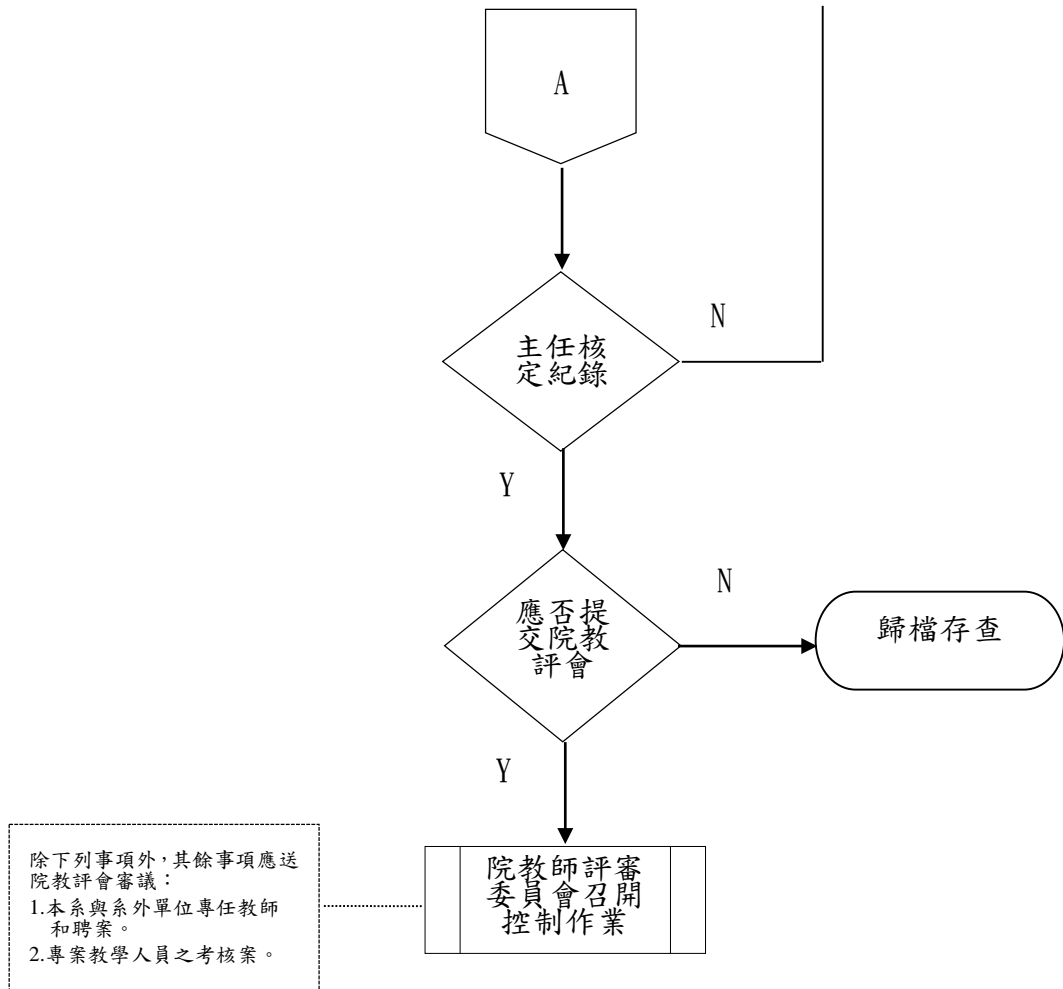 A
主任核
定紀錄
N
Y
應否提
交院教
評會
N
歸檔存查
Y
除下列事項外，其餘事項應送
院教評會審議：
1.本系與系外單位專任教師
和聘案。
2.專案教學人員之考核案。
院教師評審
委員會召開
控制作業